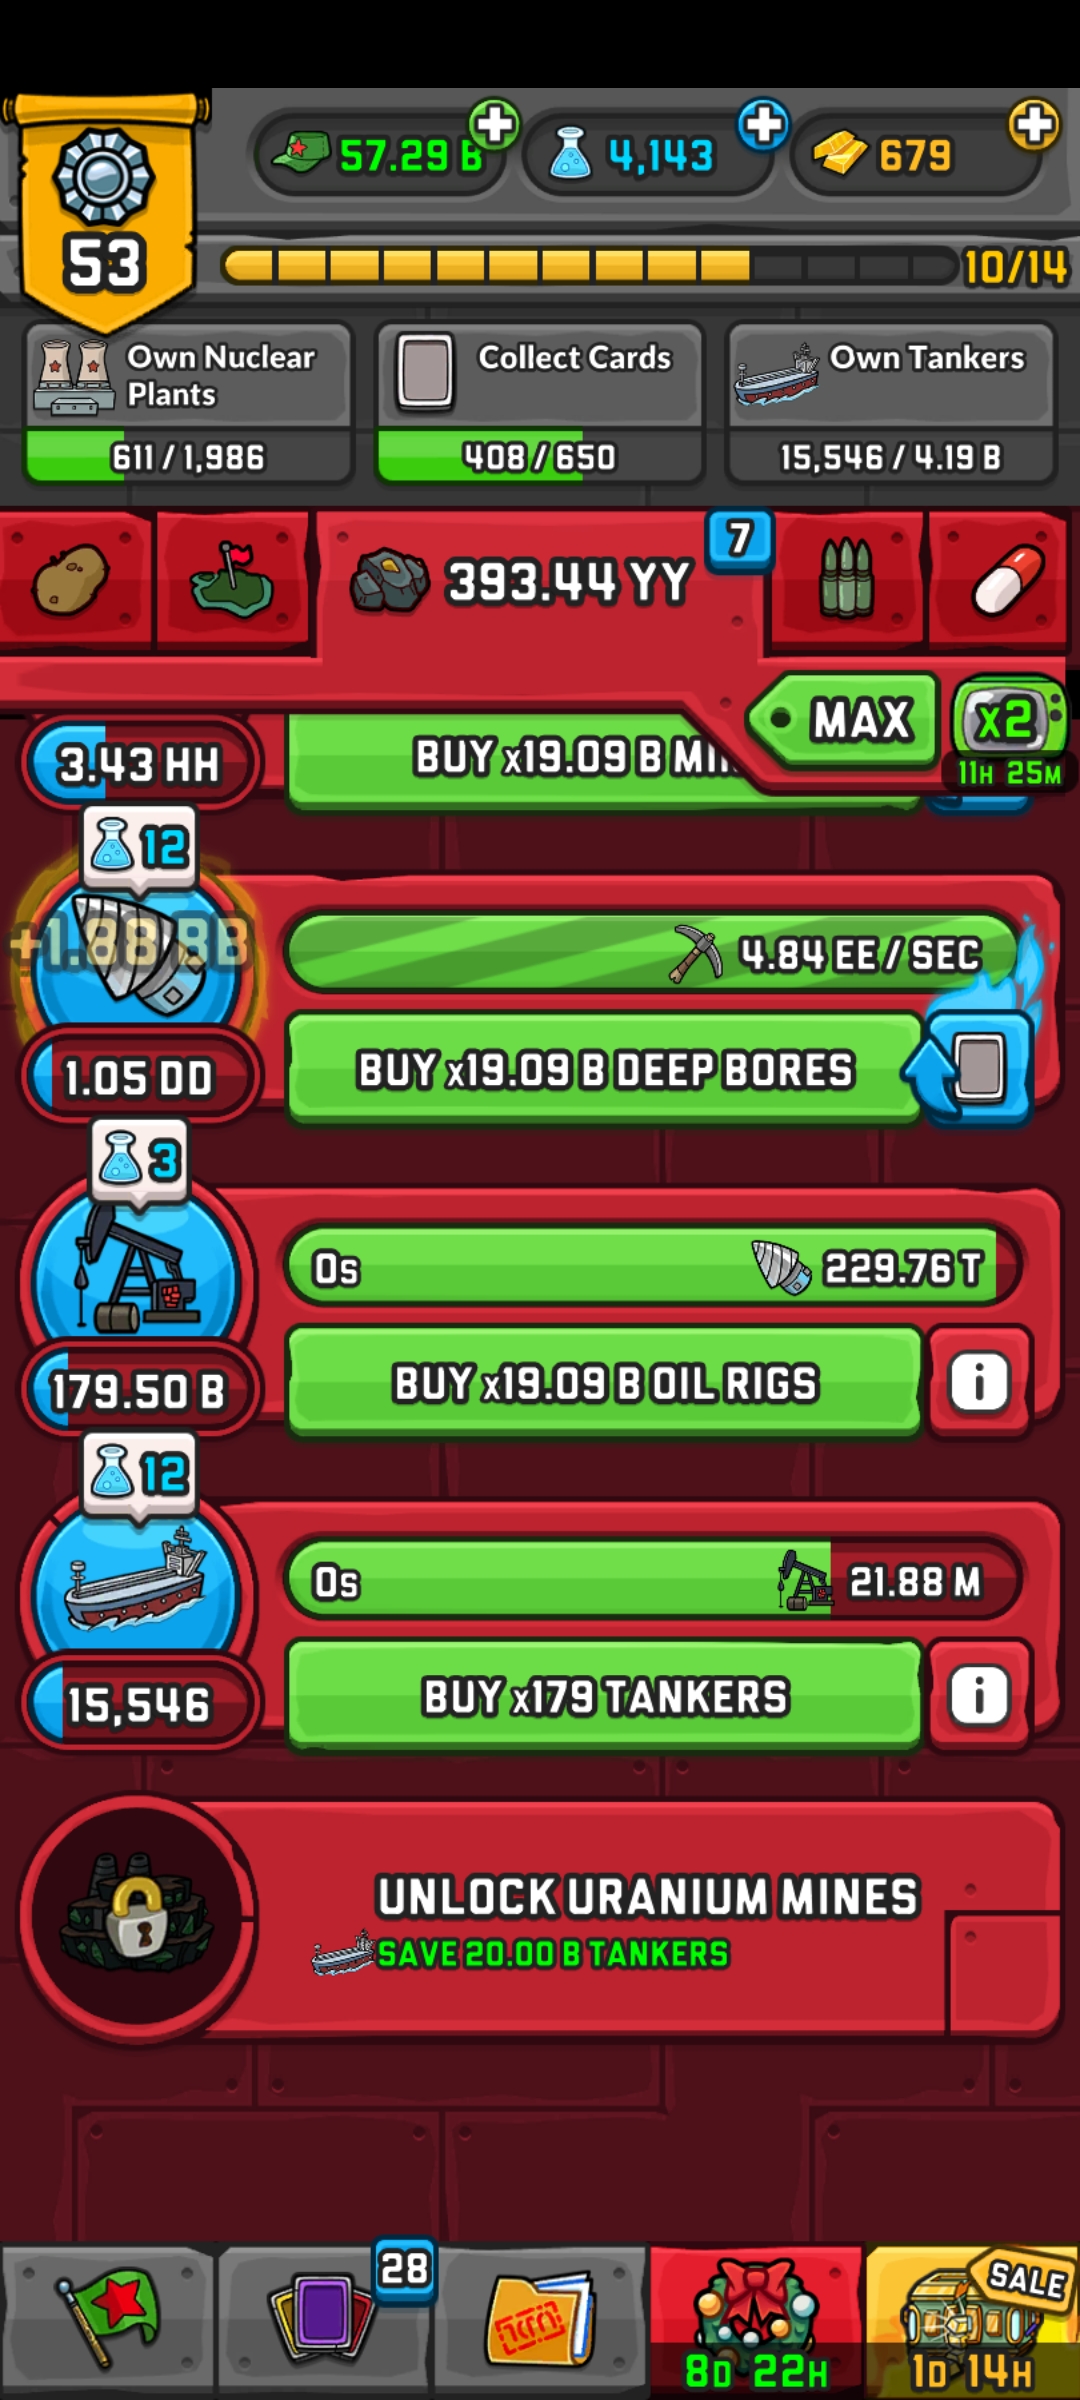 57.29 B
4,143
679
53
10/14
Own Nuclear Plants
Collect Cards
Own Tankers
611 / 1,986
408 / 650
15,546 / 4.19 B
393.44 YY
7
MAX
x2
11H 25M
3.43 HH
BUY x19.09 B
12
+1.88 BB
4.84 EE / SEC
1.05 DD
BUY x19.09 B DEEP BORES
3
0s
229.76 T
179.50 B
BUY x19.09 B OIL RIGS
12
0s
21.88 M
15,546
BUY x179 TANKERS
UNLOCK URANIUM MINES
SAVE 20.00 B TANKERS
28
SALE
8D 22H
1D 14H